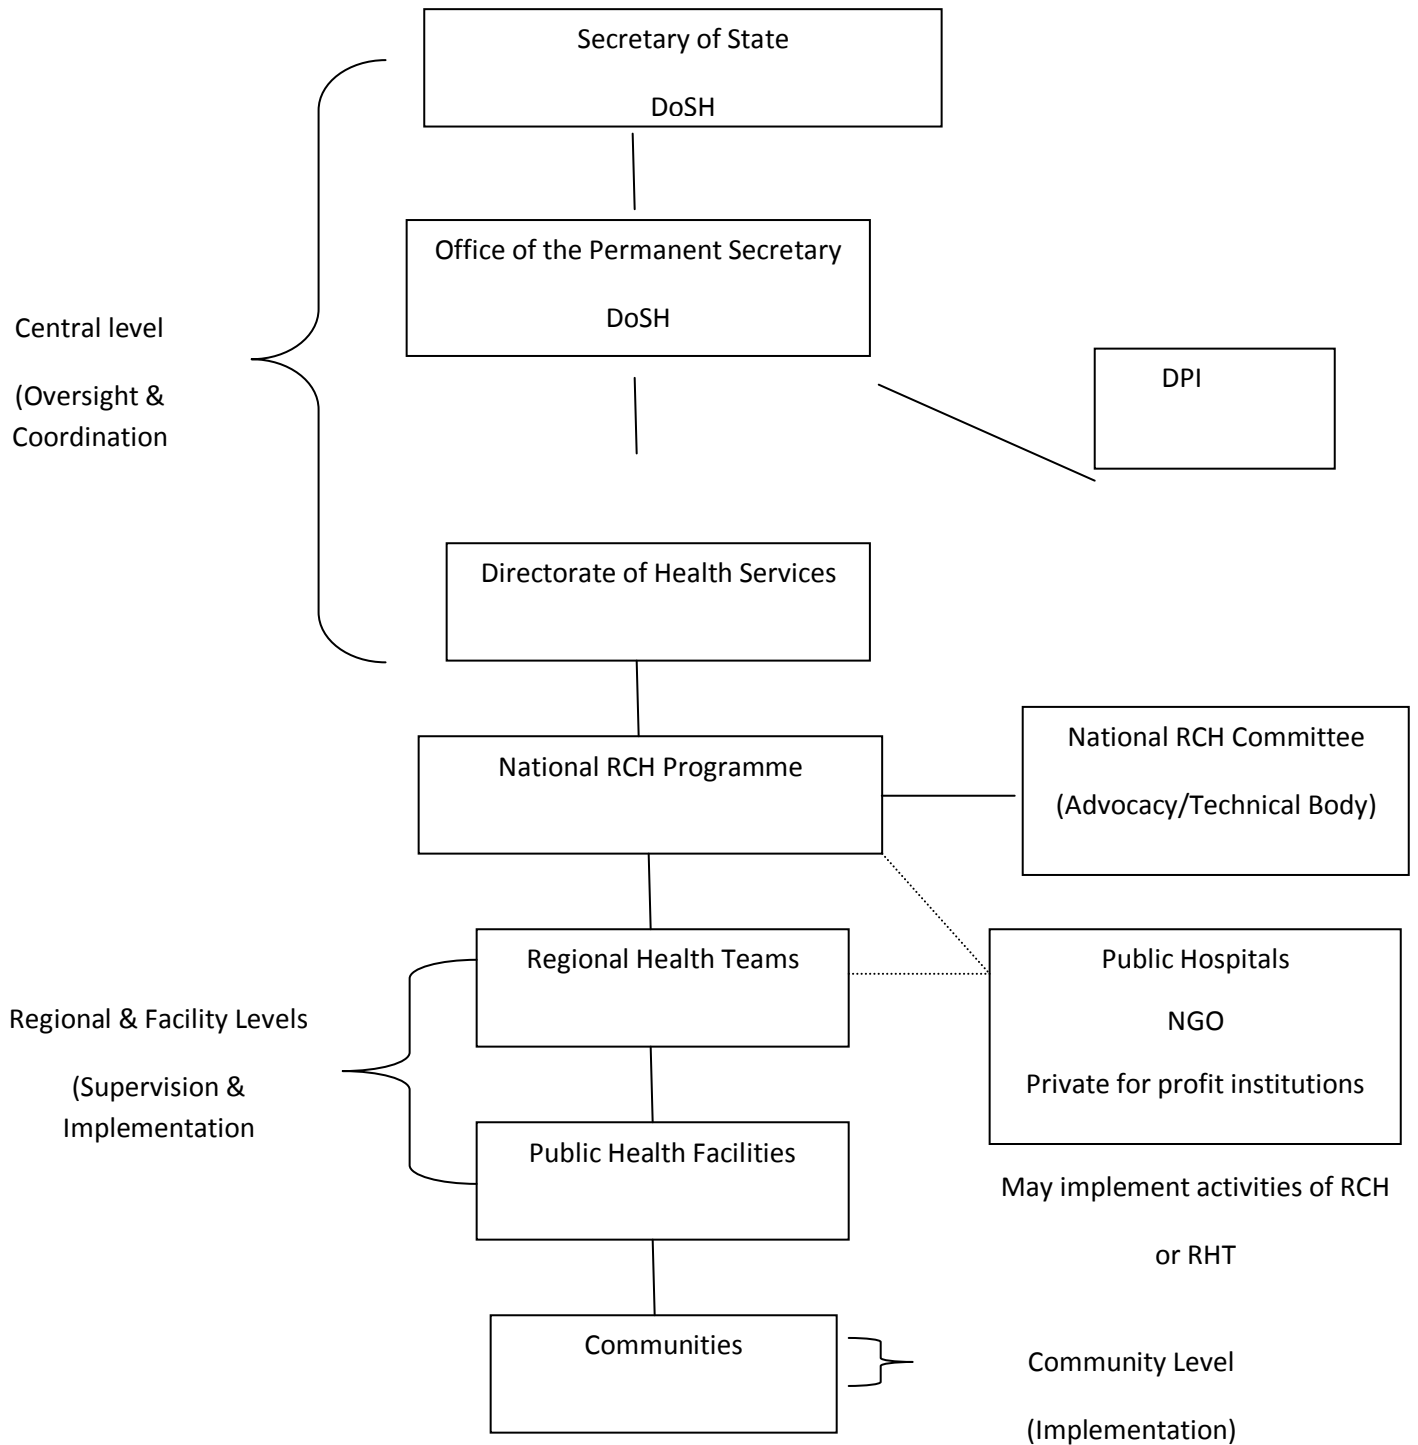 Secretary of State
DoSH
Office of the Permanent Secretary
DoSH
Central level
(Oversight &
Coordination
DPI
Directorate of Health Services
National RCH Programme
National RCH Committee
(Advocacy/Technical Body)
Regional Health Teams
Public Hospitals
NGO
Private for profit institutions
Regional & Facility Levels
(Supervision &
Implementation
Public Health Facilities
May implement activities of RCH
or RHT
Communities
Community Level
(Implementation)